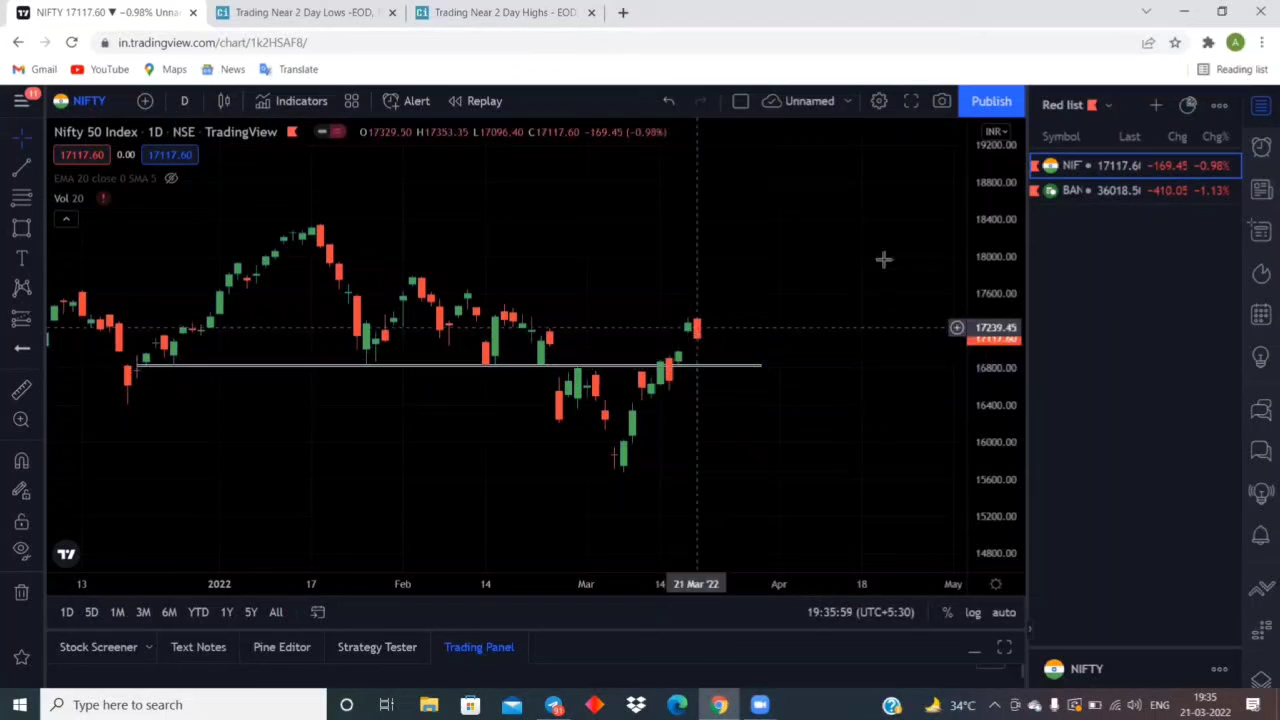 NIFTY 17117.60 ▼ −0.98% Unna
Trading Near 2 Day Lows -EOD,
Trading Near 2 Day Highs - EOD
in.tradingview.com/chart/1k2HSAF8/
Gmail YouTube Maps News Translate Reading list
11
NIFTY D Indicators Alert Replay Unnamed Publish
Red list
Nifty 50 Index · 1D · NSE · TradingView O17329.50 H17353.35 L17096.40 C17117.60 −169.45 (−0.98%)
INR
Symbol Last Chg Chg%
17117.60 0.00 17117.60
EMA 20 close 0 SMA 5
Vol 20
NIF 17117.60 −169.45 −0.98%
BAN 36018.50 −410.05 −1.13%
19200.00
18800.00
18400.00
18000.00
17600.00
17239.45
17117.60
16800.00
16400.00
16000.00
15600.00
15200.00
14800.00
13 2022 17 Feb 14 Mar 14 21 Mar '22 Apr 18 May
1D 5D 1M 3M 6M YTD 1Y 5Y All 19:35:59 (UTC+5:30) % log auto
Stock Screener Text Notes Pine Editor Strategy Tester Trading Panel
NIFTY
Type here to search
34°C ENG 19:35
21-03-2022